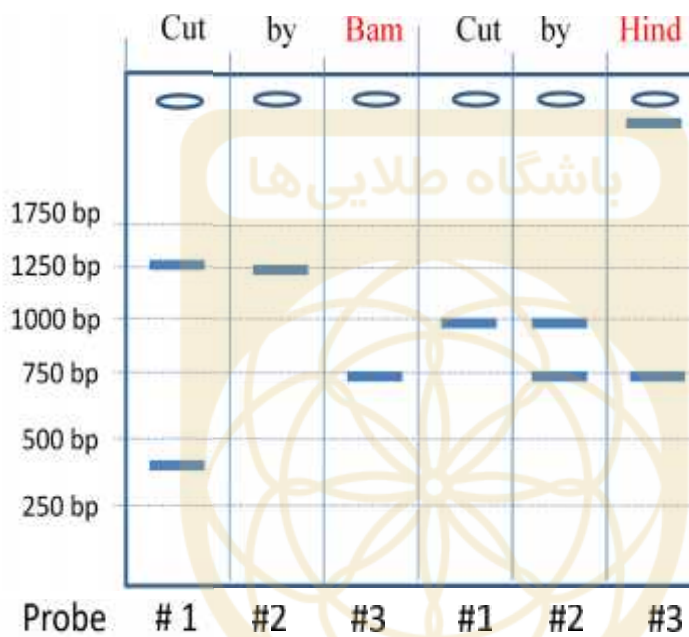 Cut by Bam Cut by Hind
باشگاه طلایی‌ها
1750 bp
1250 bp
1000 bp
750 bp
500 bp
250 bp
Probe #1 #2 #3 #1 #2 #3